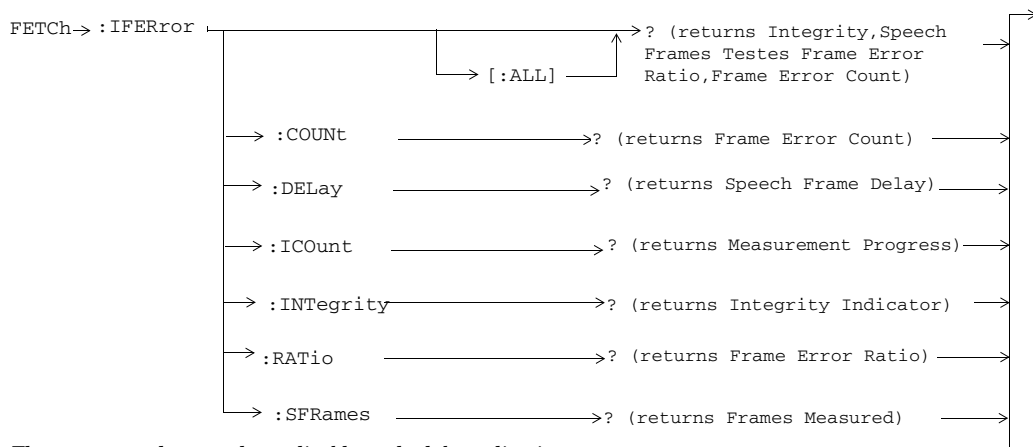 FETCh :IFERror ? (returns Integrity,Speech
Frames Testes Frame Error
[:ALL] Ratio,Frame Error Count)
:COUNt ? (returns Frame Error Count)
:DELay ? (returns Speech Frame Delay)
:ICOunt ? (returns Measurement Progress)
:INTegrity ? (returns Integrity Indicator)
:RATio ? (returns Frame Error Ratio)
:SFRames ? (returns Frames Measured)